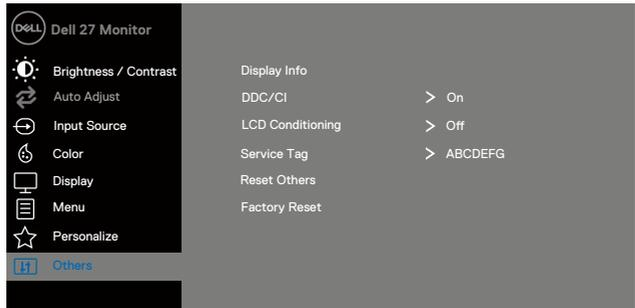 DELL Dell 27 Monitor
Brightness / Contrast
Auto Adjust
Input Source
Color
Display
Menu
Personalize
Others
Display Info
DDC/CI > On
LCD Conditioning > Off
Service Tag > ABCDEFG
Reset Others
Factory Reset